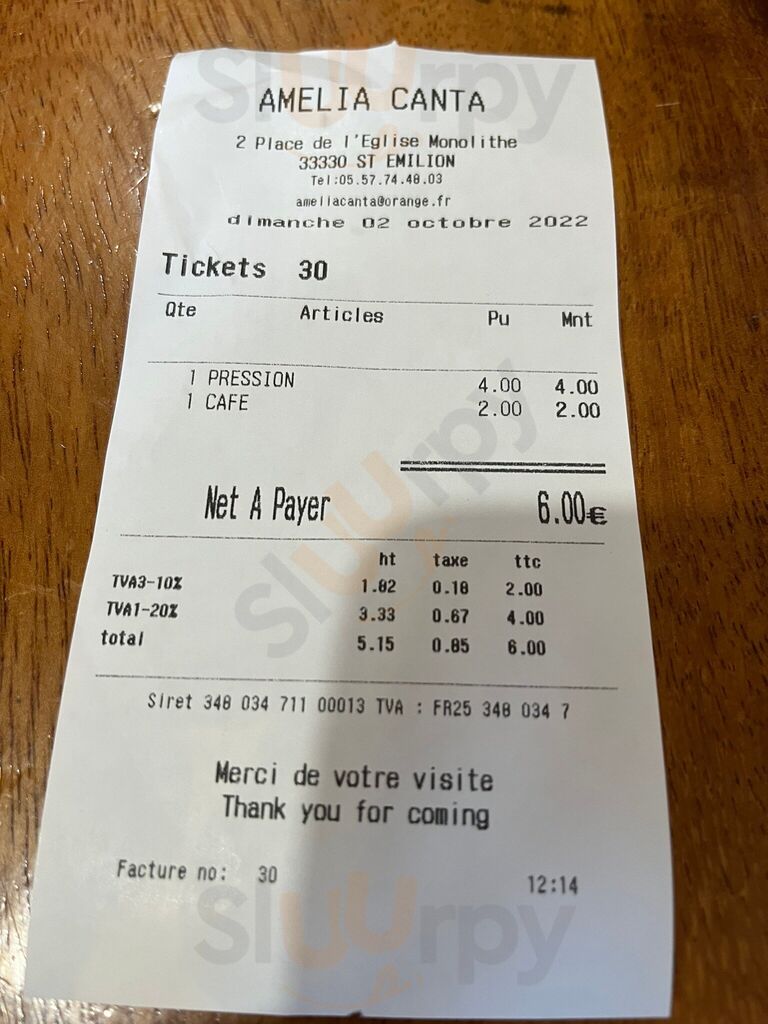 AMELIA CANTA
2 Place de l'Eglise Monolithe
33330 ST EMILION
Tel:05.57.74.48.03
ameliacanta@orange.fr
dimanche 02 octobre 2022
Tickets 30
Qte Articles Pu Mnt
1 PRESSION 4.00 4.00
1 CAFE 2.00 2.00
Net A Payer 6.00€
ht taxe ttc
TVA3-10% 1.82 0.18 2.00
TVA1-20% 3.33 0.67 4.00
total 5.15 0.85 6.00
Siret 348 034 711 00013 TVA : FR25 348 034 7
Merci de votre visite
Thank you for coming
Facture no: 30 12:14
Sluurpy
Sluurpy
Sluurpy